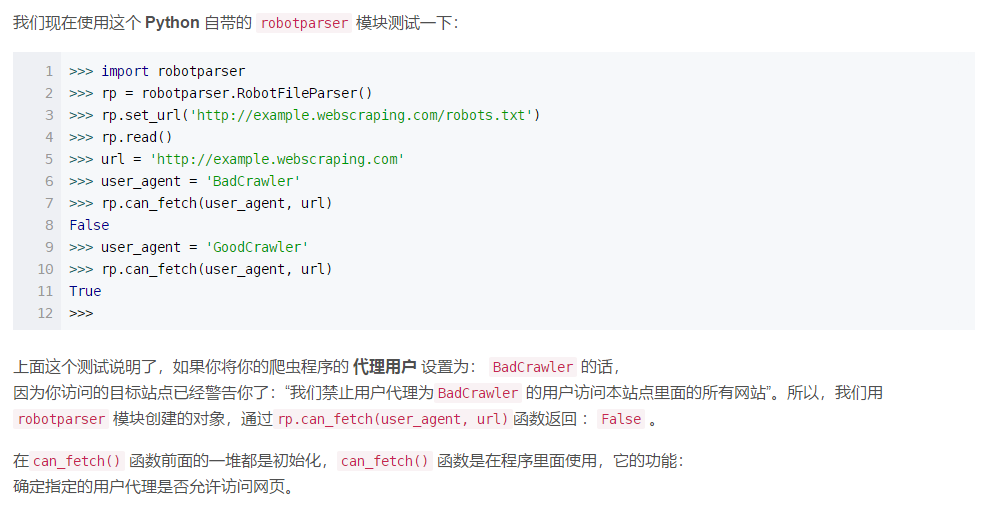 我们现在使用这个 Python 自带的 robotparser 模块测试一下：
1 >>> import robotparser
2 >>> rp = robotparser.RobotFileParser()
3 >>> rp.set_url('http://example.webscraping.com/robots.txt')
4 >>> rp.read()
5 >>> url = 'http://example.webscraping.com'
6 >>> user_agent = 'BadCrawler'
7 >>> rp.can_fetch(user_agent, url)
8 False
9 >>> user_agent = 'GoodCrawler'
10 >>> rp.can_fetch(user_agent, url)
11 True
12 >>>
上面这个测试说明了，如果你将你的爬虫程序的 代理用户 设置为： BadCrawler 的话，
因为你访问的目标站点已经警告你了：“我们禁止用户代理为 BadCrawler 的用户访问本站点里面的所有网站”。所以，我们用
robotparser 模块创建的对象，通过 rp.can_fetch(user_agent, url) 函数返回 ： False 。
在 can_fetch() 函数前面的一堆都是初始化， can_fetch() 函数是在程序里面使用，它的功能：
确定指定的用户代理是否允许访问网页。